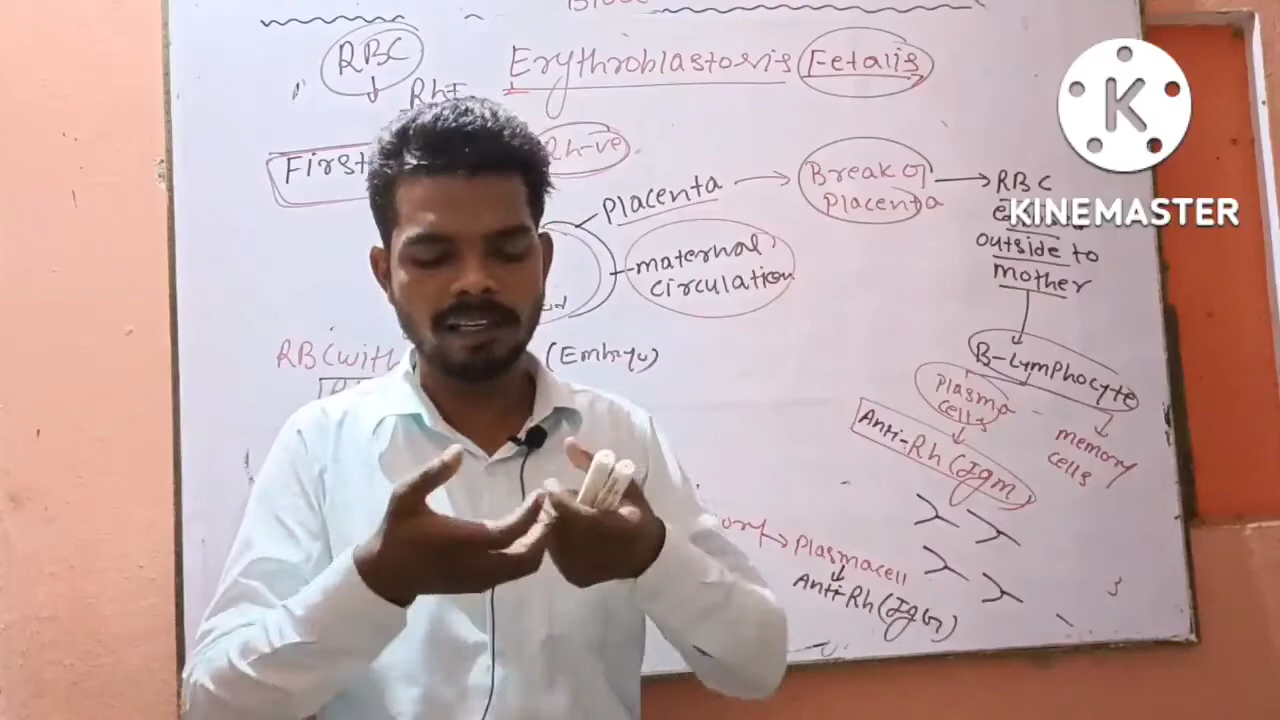 RBC
Erythroblastosis Fetalis
Rh+
First
Rh-ve
Placenta
Break of
Placenta
RBC
outside to
mother
K
KINEMASTER
maternal
circulation
RBC with
(Embryo)
B-Lymphocyte
Plasma
cells
memory
cells
Anti-Rh (Igm)
Plasmacell
Anti-Rh (IgG)